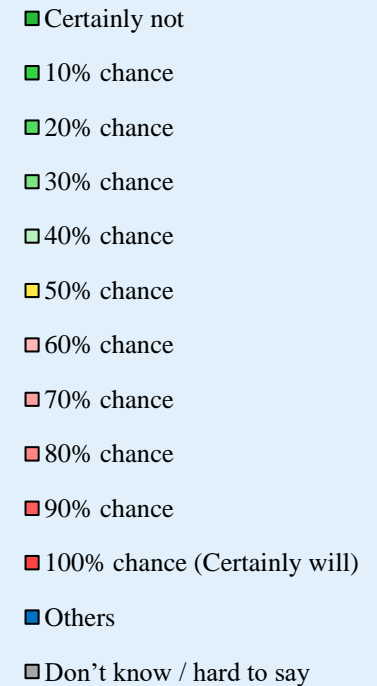 Certainly not
10% chance
20% chance
30% chance
40% chance
50% chance
60% chance
70% chance
80% chance
90% chance
100% chance (Certainly will)
Others
Don’t know / hard to say